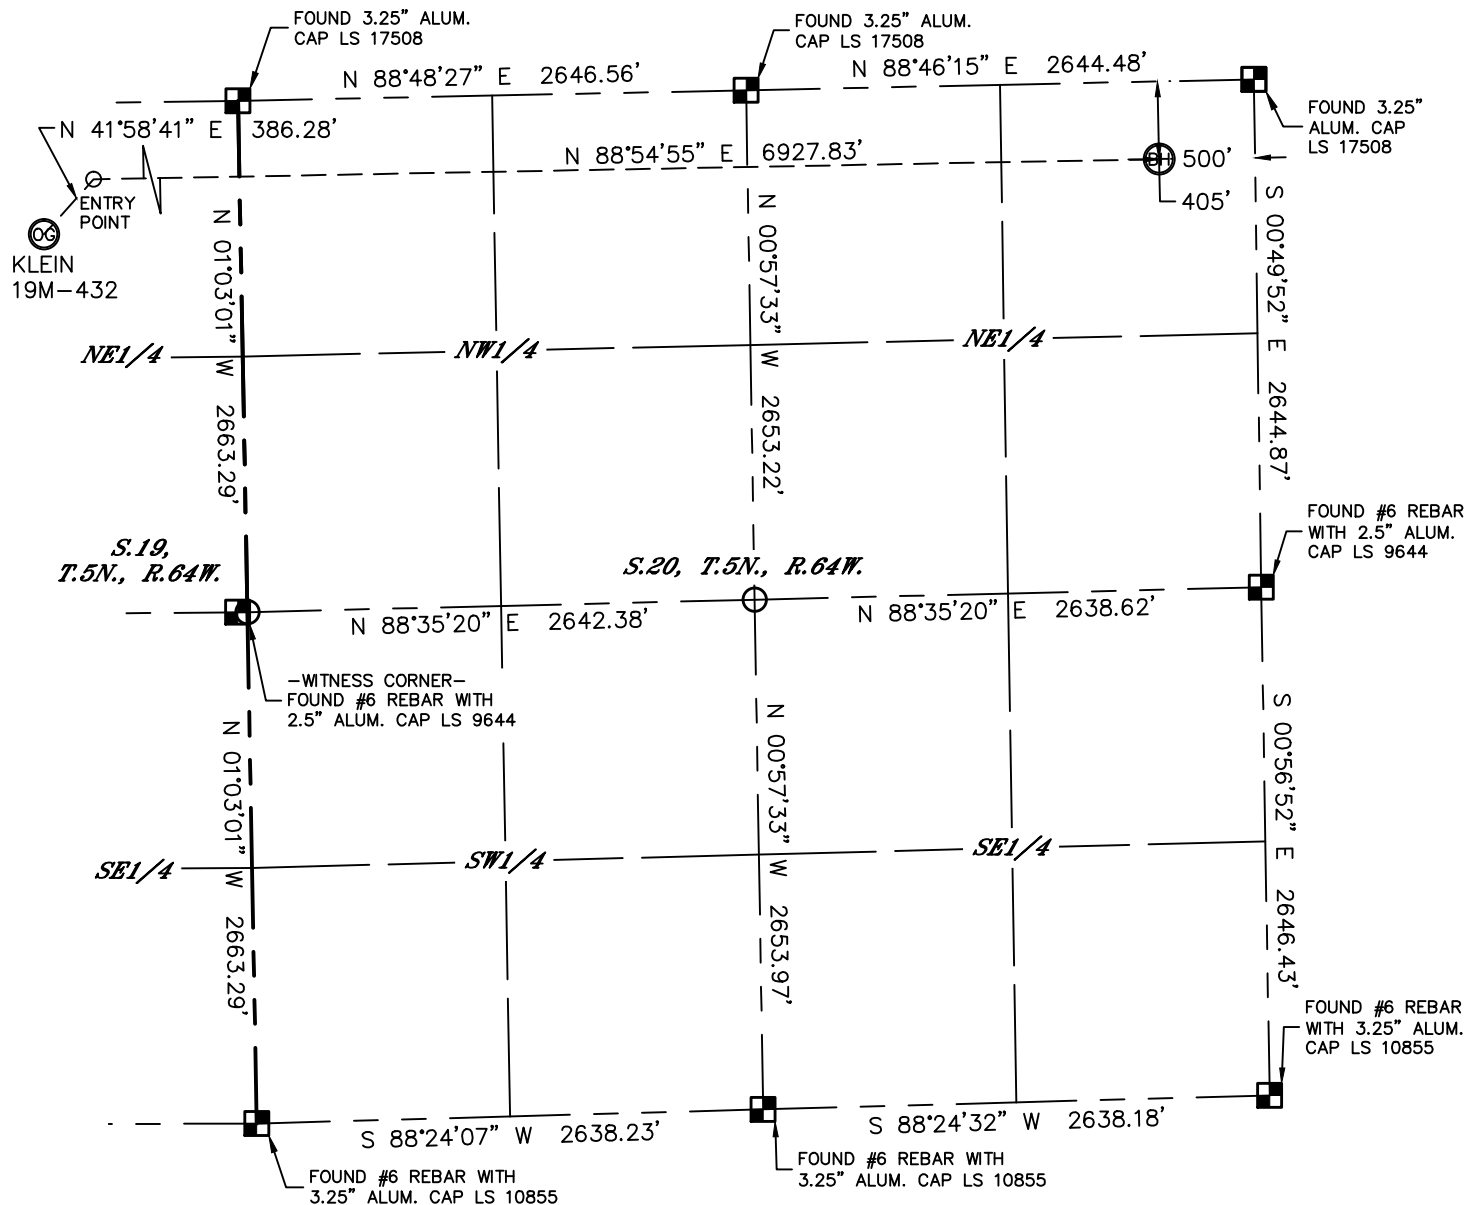 FOUND 3.25" ALUM.
CAP LS 17508
FOUND 3.25" ALUM.
CAP LS 17508
N 88°48'27" E 2646.56'
N 88°46'15" E 2644.48'
FOUND 3.25"
ALUM. CAP
LS 17508
N 41°58'41" E 386.28'
N 88°54'55" E 6927.83'
BH
500'
405'
ENTRY
POINT
OG
KLEIN
19M-432
N 01°03'01" W 2663.29'
N 00°57'33" W 2653.22'
S 00°49'52" E 2644.87'
NE1/4
NW1/4
NE1/4
FOUND #6 REBAR
WITH 2.5" ALUM.
CAP LS 9644
S.19,
T.5N., R.64W.
S.20, T.5N., R.64W.
N 88°35'20" E 2642.38'
N 88°35'20" E 2638.62'
-WITNESS CORNER-
FOUND #6 REBAR WITH
2.5" ALUM. CAP LS 9644
N 01°03'01" W 2663.29'
N 00°57'33" W 2653.97'
S 00°56'52" E 2646.43'
SE1/4
SW1/4
SE1/4
FOUND #6 REBAR
WITH 3.25" ALUM.
CAP LS 10855
S 88°24'07" W 2638.23'
S 88°24'32" W 2638.18'
FOUND #6 REBAR WITH
3.25" ALUM. CAP LS 10855
FOUND #6 REBAR WITH
3.25" ALUM. CAP LS 10855